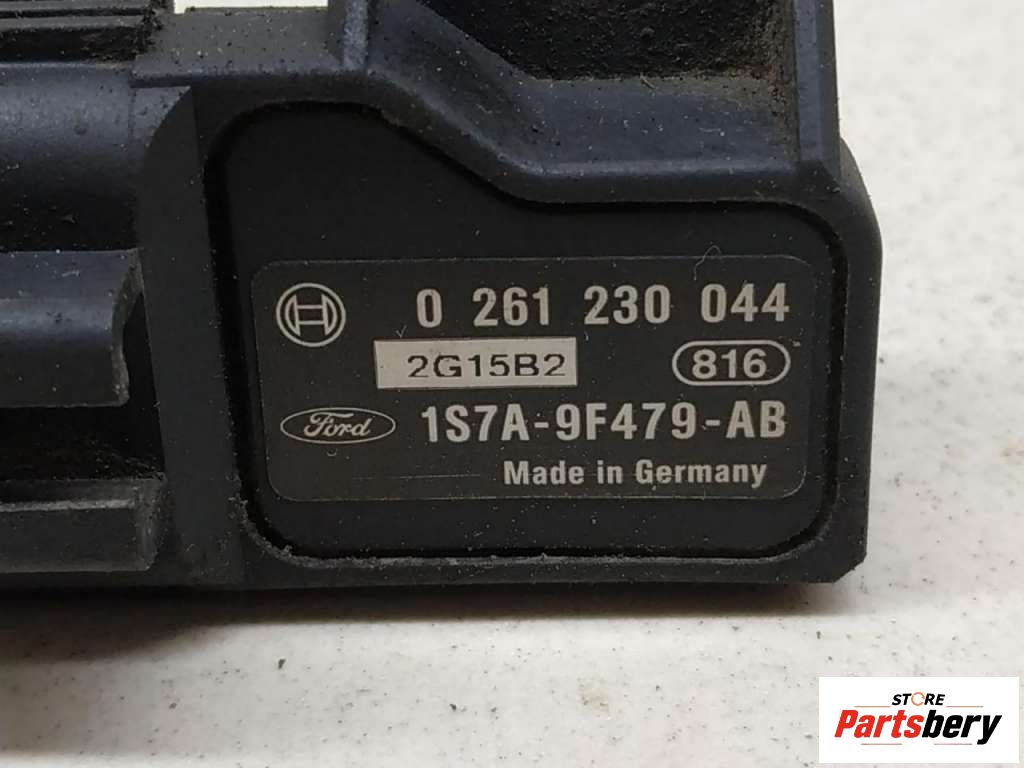 0 261 230 044
2G15B2 816
Ford 1S7A-9F479-AB
Made in Germany
STORE
Partsbery